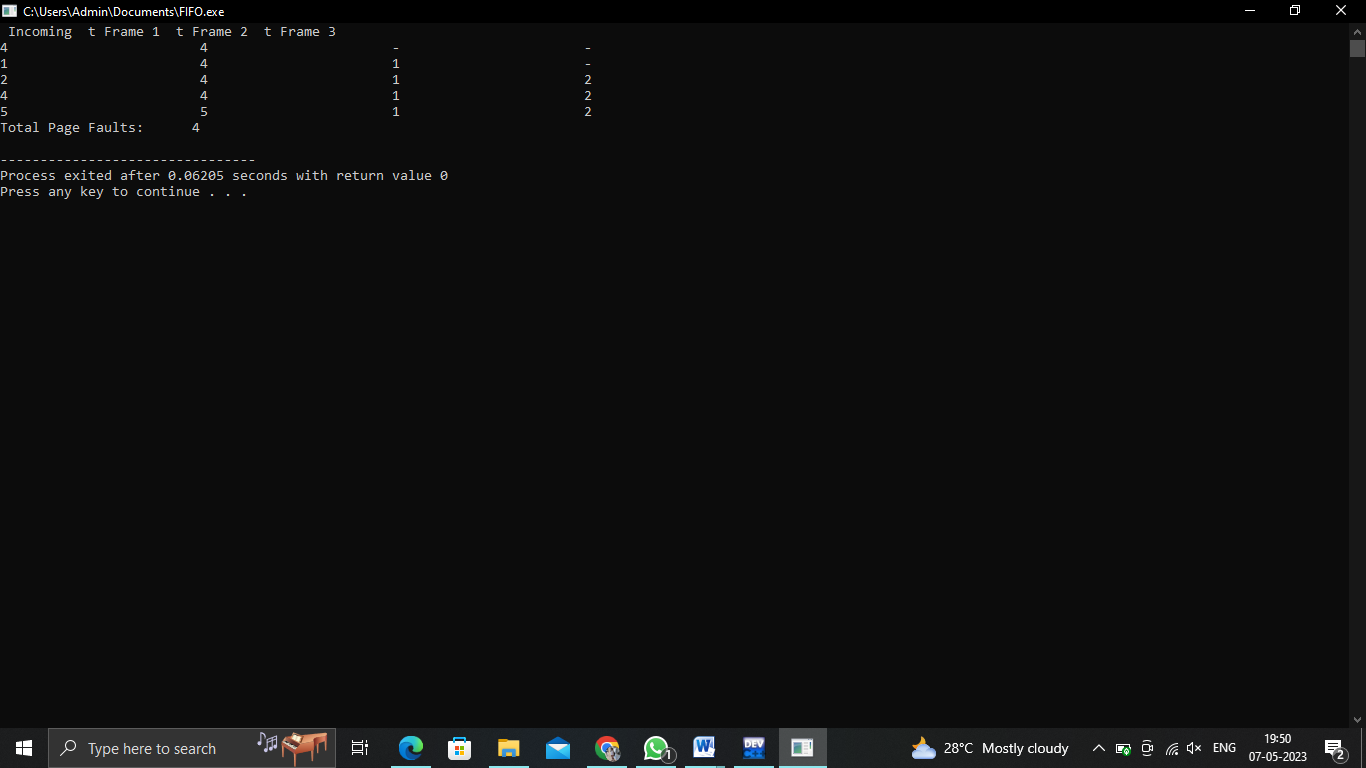 C:\Users\Admin\Documents\FIFO.exe
Incoming  t Frame 1  t Frame 2  t Frame 3
4                        4                       -                       -
1                        4                       1                       -
2                        4                       1                       2
4                        4                       1                       2
5                        5                       1                       2
Total Page Faults:      4
--------------------------------
Process exited after 0.06205 seconds with return value 0
Press any key to continue . . .
Type here to search
1
W
DEV
28°C  Mostly cloudy
ENG
19:50
07-05-2023
2